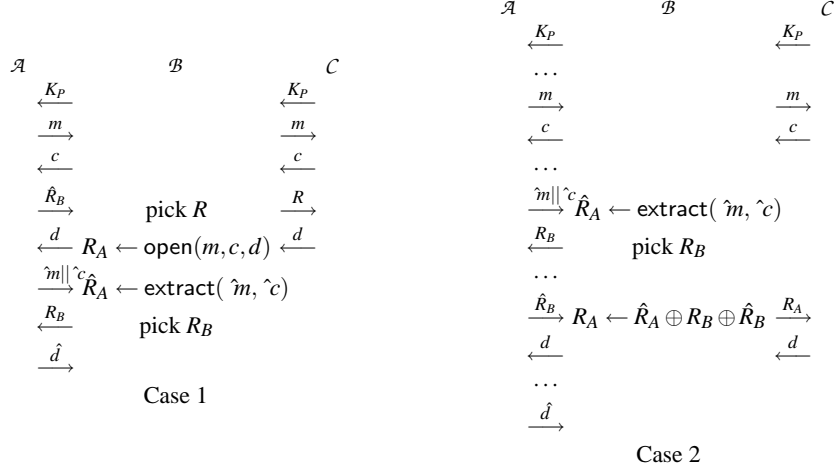 𝒜 ℬ 𝒞
K_P K_P
m m
c c
R̂_B pick R R
d R_A ← open(m, c, d) d
m̂||ĉ R̂_A ← extract(m̂, ĉ)
R_B pick R_B
d̂
Case 1
𝒜 ℬ 𝒞
K_P K_P
...
m m
c c
...
m̂||ĉ R̂_A ← extract(m̂, ĉ)
R_B pick R_B
...
R̂_B R_A ← R̂_A ⊕ R_B ⊕ R̂_B R_A
d d
...
d̂
Case 2